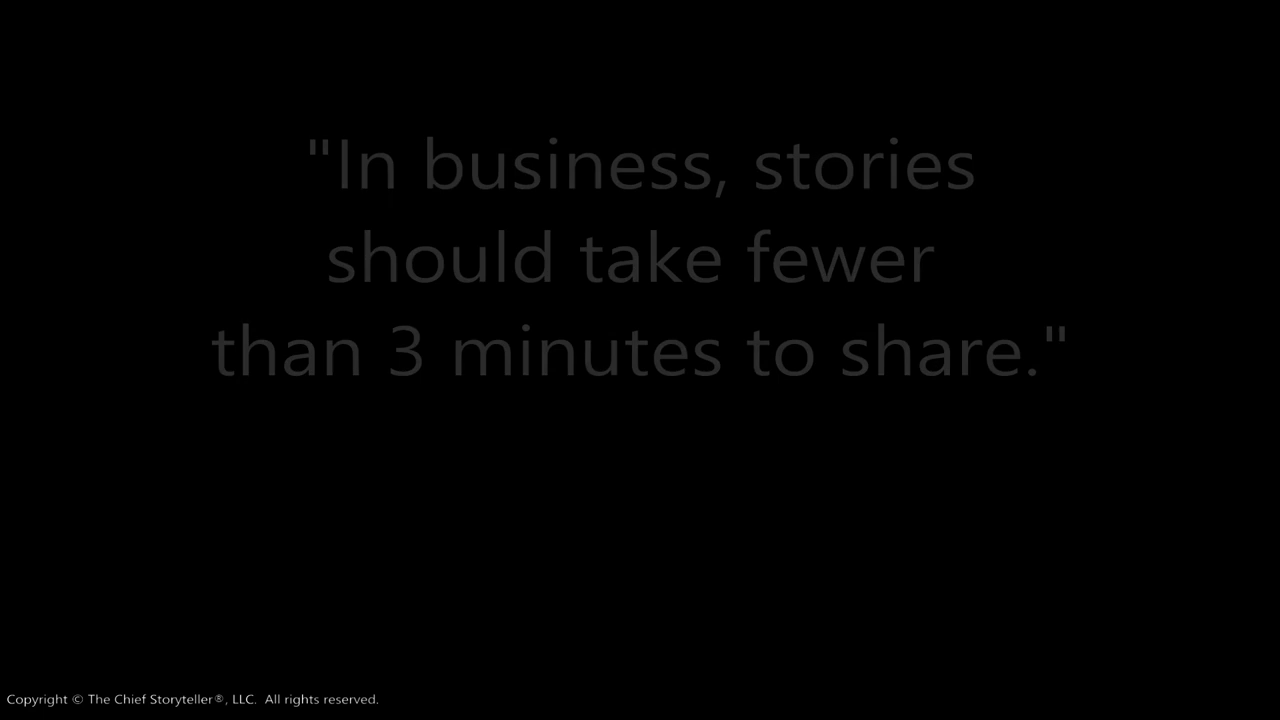 "In business, stories
should take fewer
than 3 minutes to share."
Copyright © The Chief Storyteller®, LLC.  All rights reserved.